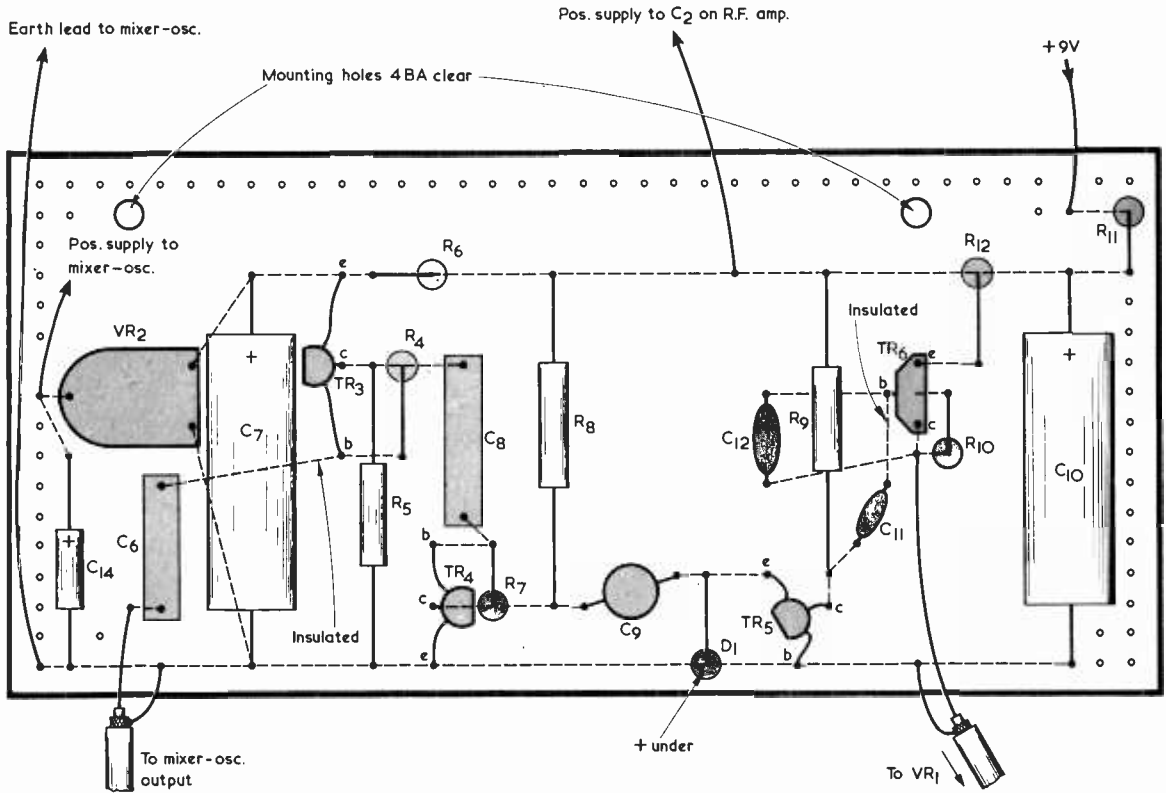 Pos. supply to C2 on R.F. amp.
Earth lead to mixer-osc.
+9V
Mounting holes 4BA clear
Pos. supply to
mixer-osc.
R6
R12
R11
e
VR2
Insulated
+
c
R4
TR3
TR6
e
+
b
C7
C8
R8
C12
R9
c
R10
C10
b
R5
C6
+
C14
C11
b
TR4
R7
c
e
Insulated
e
C9
TR5
c
b
D1
+ under
To mixer-osc.
output
To VR1